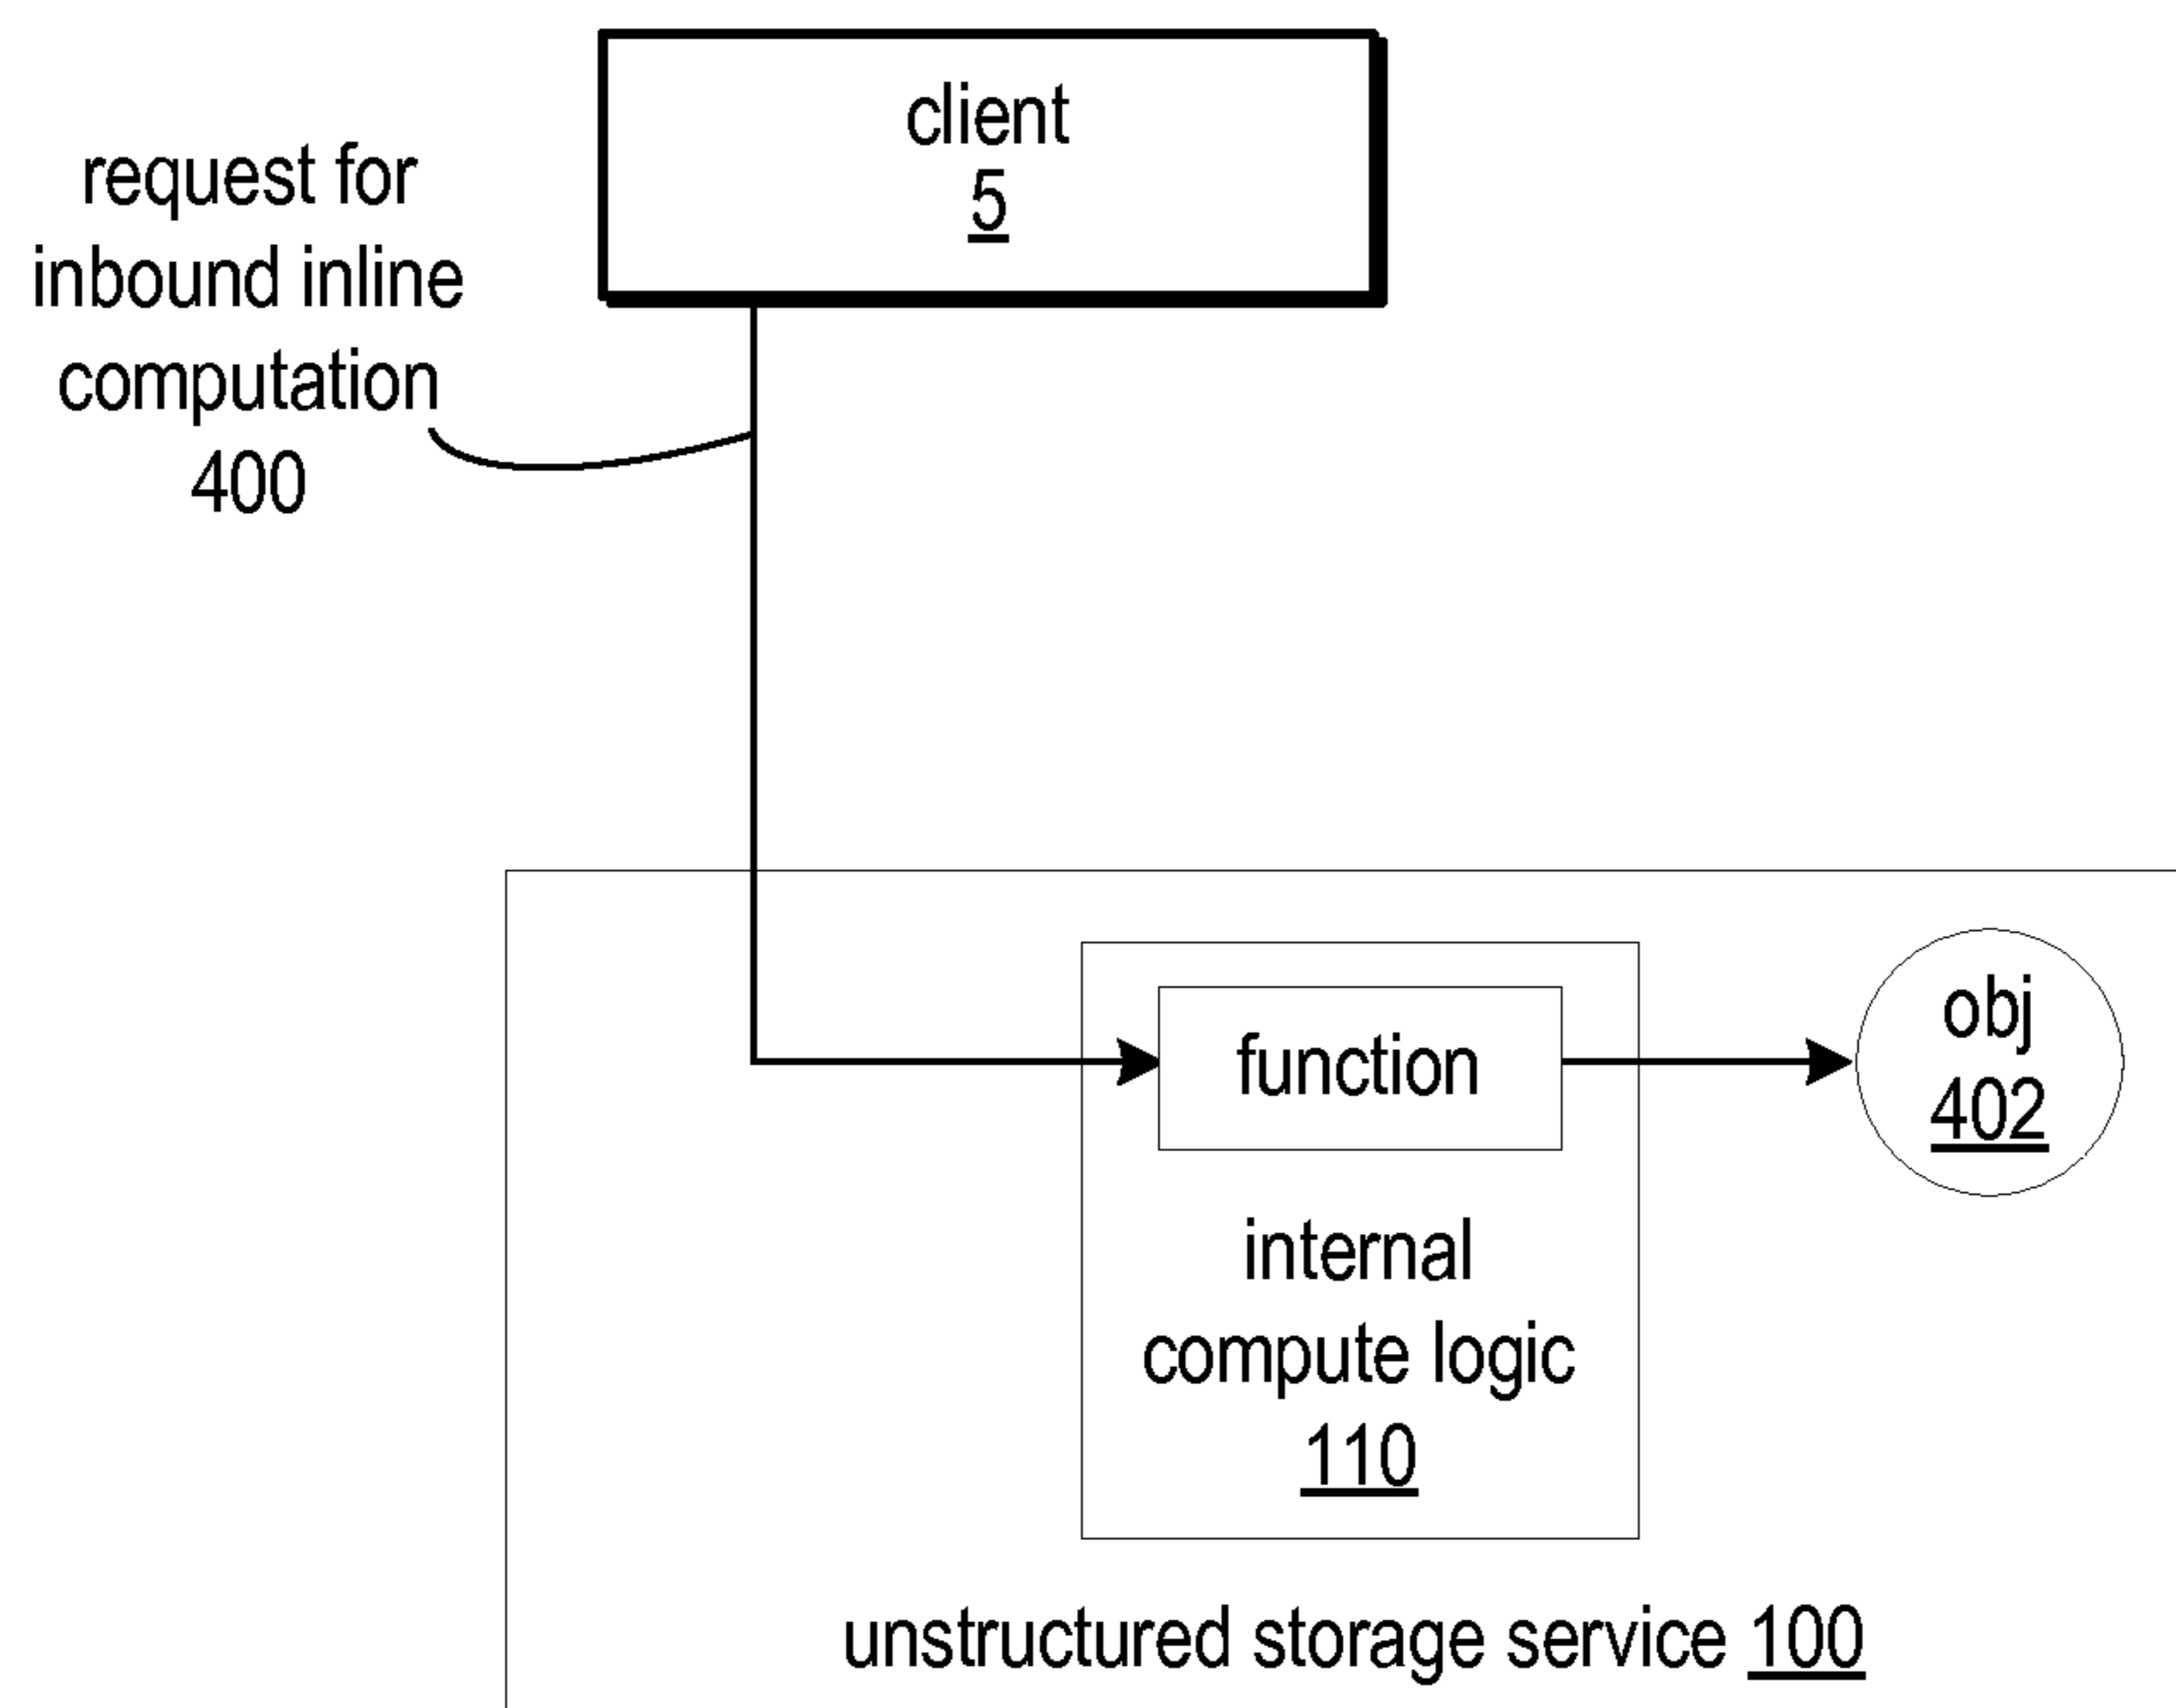 client
5
request for
inbound inline
computation
400
function
obj
402
internal
compute logic
110
unstructured storage service 100